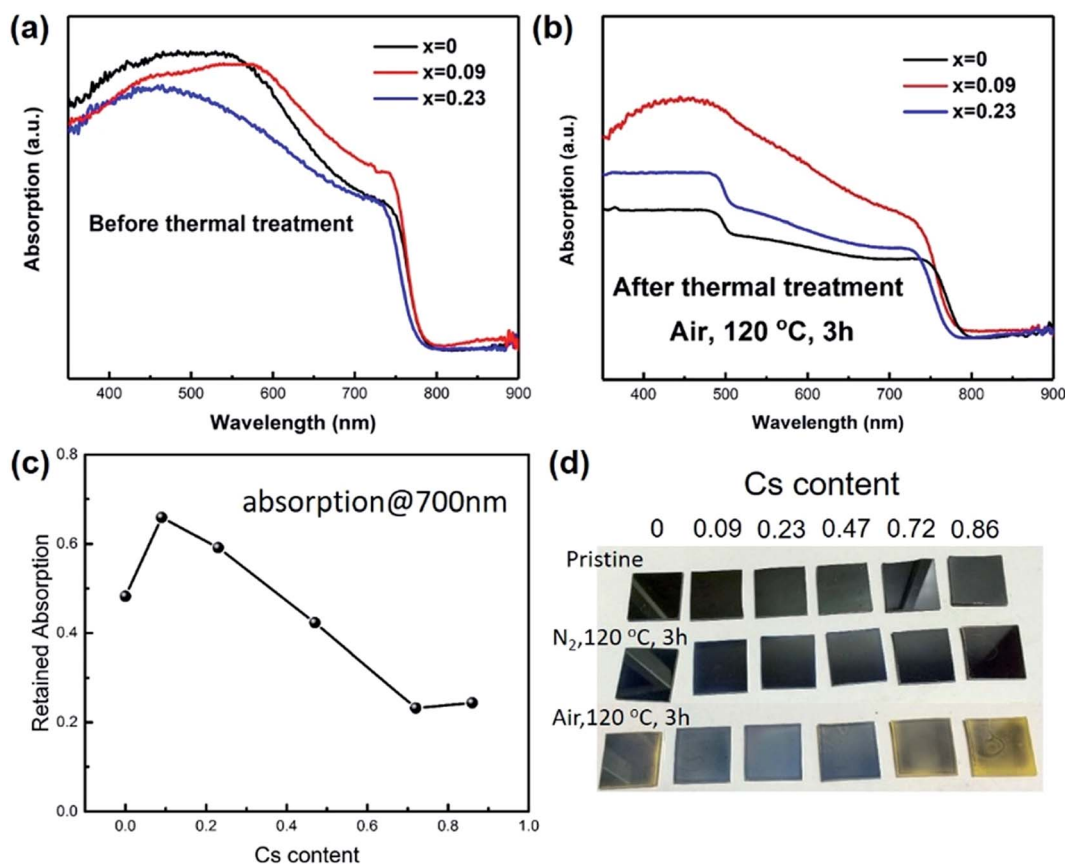 (a)
x=0
x=0.09
x=0.23
Before thermal treatment
Absorption (a.u.)
400 500 600 700 800 900
Wavelength (nm)
(b)
x=0
x=0.09
x=0.23
After thermal treatment
Air, 120 °C, 3h
Absorption (a.u.)
400 500 600 700 800 900
Wavelength (nm)
(c)
absorption@700nm
Retained Absorption
0.8
0.6
0.4
0.2
0.0
0.0 0.2 0.4 0.6 0.8 1.0
Cs content
(d)
Cs content
0 0.09 0.23 0.47 0.72 0.86
Pristine
N₂,120 °C, 3h
Air,120 °C, 3h